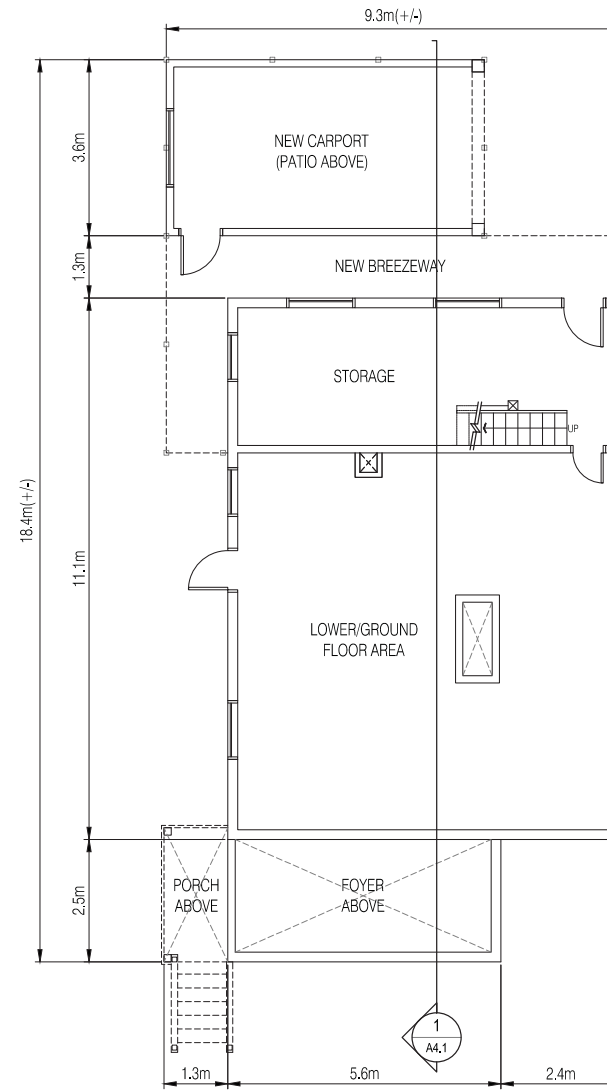 9.3m(+/-)
3.6m
NEW CARPORT
(PATIO ABOVE)
1.3m
NEW BREEZEWAY
STORAGE
UP
18.4m(+/-)
11.1m
LOWER/GROUND
FLOOR AREA
2.5m
PORCH
ABOVE
FOYER
ABOVE
1
A4.1
1.3m
5.6m
2.4m